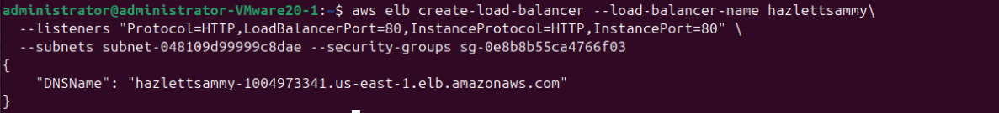 administrator@administrator-VMware20-1:~$ aws elb create-load-balancer --load-balancer-name hazlettsammy\
--listeners "Protocol=HTTP,LoadBalancerPort=80,InstanceProtocol=HTTP,InstancePort=80" \
--subnets subnet-048109d99999c8dae --security-groups sg-0e8b8b55ca4766f03
{
"DNSName": "hazlettsammy-1004973341.us-east-1.elb.amazonaws.com"
}